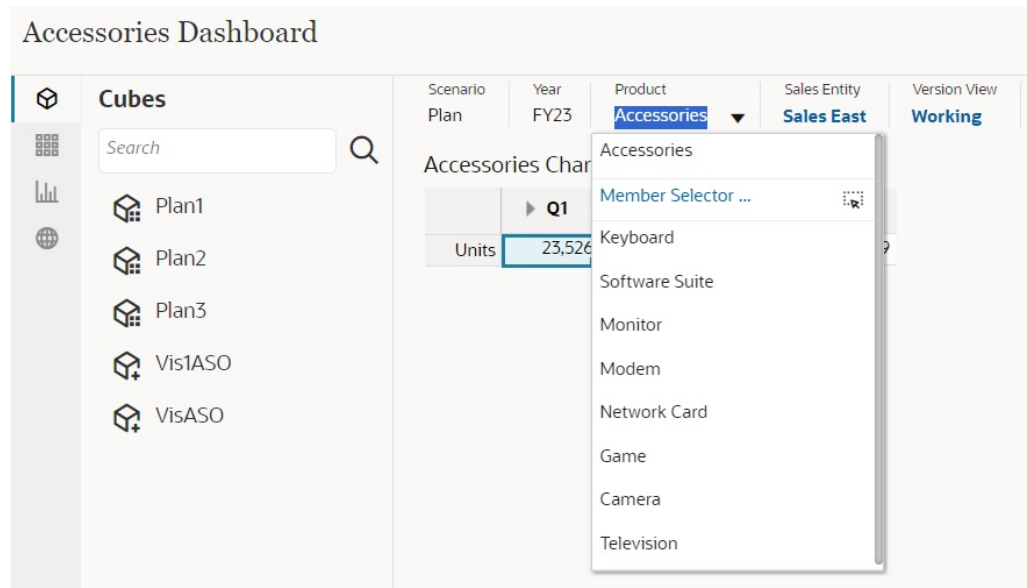 Accessories Dashboard
Cubes
Search
Plan1
Plan2
Plan3
Vis1ASO
VisASO
Scenario Year Product Sales Entity Version View
Plan FY23 Accessories Sales East Working
Accessories Char
Q1
Units 23,526 9
Accessories
Member Selector ...
Keyboard
Software Suite
Monitor
Modem
Network Card
Game
Camera
Television